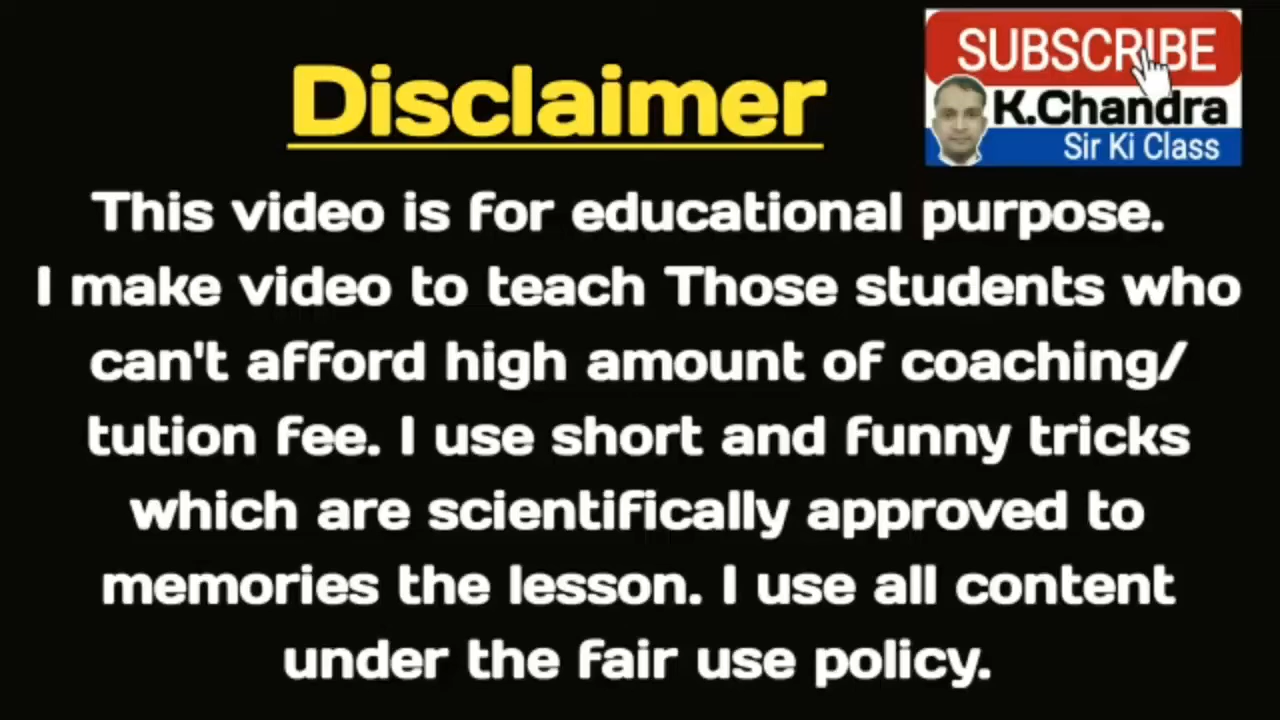 SUBSCRIBE
K.Chandra
Sir Ki Class
Disclaimer
This video is for educational purpose.
I make video to teach Those students who
can't afford high amount of coaching/
tution fee. I use short and funny tricks
which are scientifically approved to
memories the lesson. I use all content
under the fair use policy.